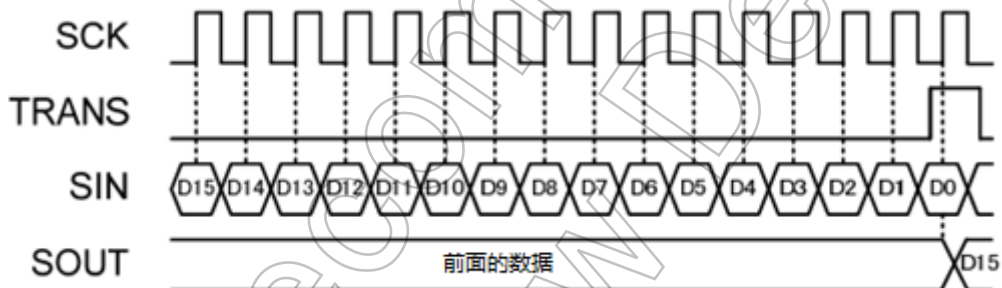 SCK
TRANS
SIN D15 D14 D13 D12 D11 D10 D9 D8 D7 D6 D5 D4 D3 D2 D1 D0
SOUT 前面的数据 D15